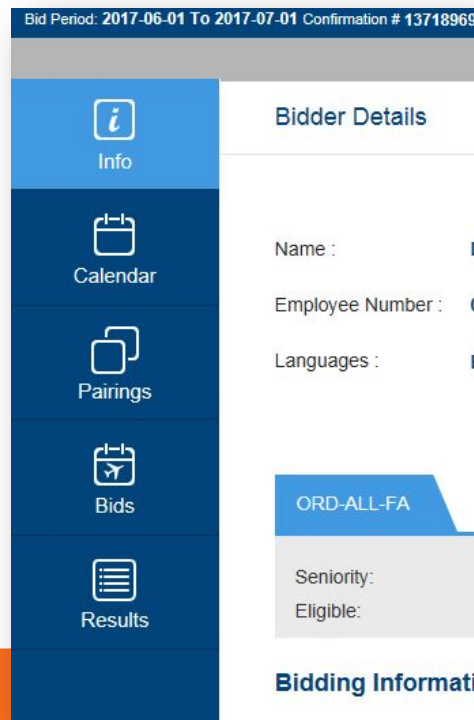 Bid Period: 2017-06-01 To 2017-07-01 Confirmation # 13718969
Bidder Details
Info
Calendar
Pairings
Bids
Results
Name :
Employee Number :
Languages :
ORD-ALL-FA
Seniority:
Eligible:
Bidding